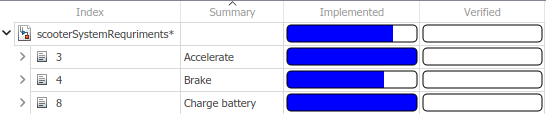 Index Summary Implemented Verified
scooterSystemRequriments*
3 Accelerate
4 Brake
8 Charge battery